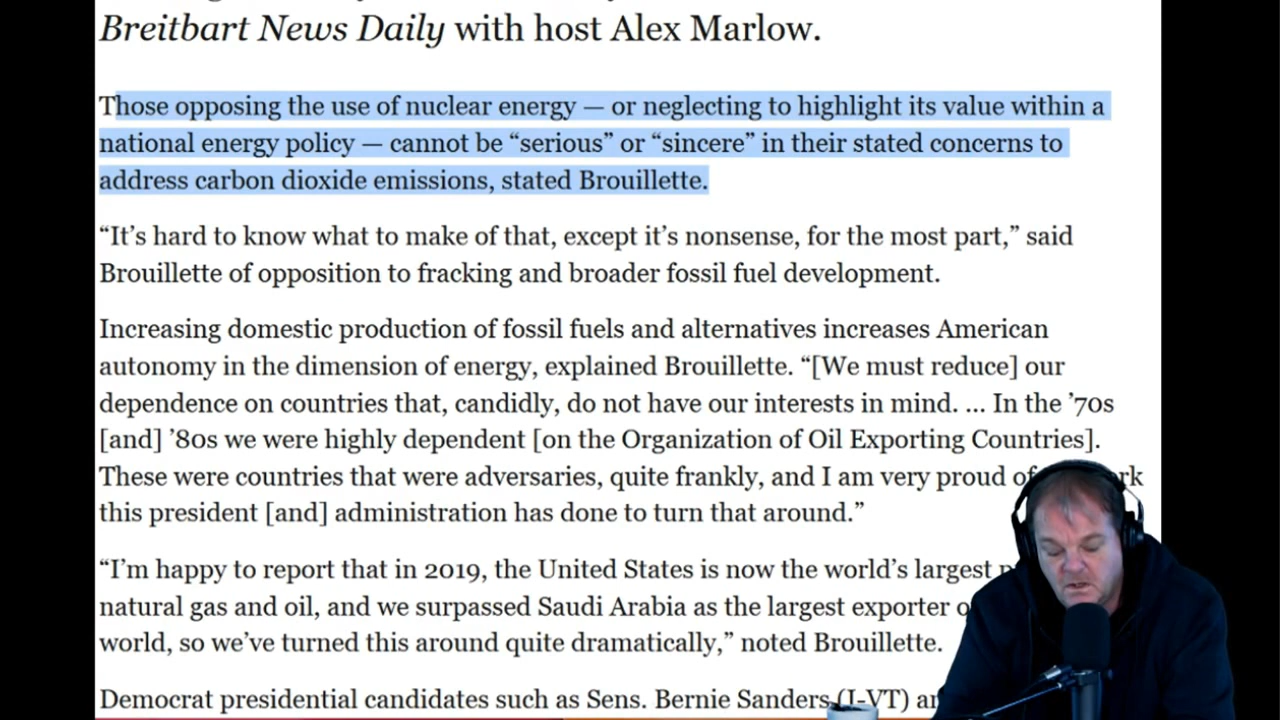 Breitbart News Daily with host Alex Marlow.
Those opposing the use of nuclear energy — or neglecting to highlight its value within a
national energy policy — cannot be “serious” or “sincere” in their stated concerns to
address carbon dioxide emissions, stated Brouillette.
“It’s hard to know what to make of that, except it’s nonsense, for the most part,” said
Brouillette of opposition to fracking and broader fossil fuel development.
Increasing domestic production of fossil fuels and alternatives increases American
autonomy in the dimension of energy, explained Brouillette. “[We must reduce] our
dependence on countries that, candidly, do not have our interests in mind. ... In the ’70s
[and] ’80s we were highly dependent [on the Organization of Oil Exporting Countries].
These were countries that were adversaries, quite frankly, and I am very proud of
this president [and] administration has done to turn that around.”
“I’m happy to report that in 2019, the United States is now the world’s largest
natural gas and oil, and we surpassed Saudi Arabia as the largest exporter
world, so we’ve turned this around quite dramatically,” noted Brouillette.
Democrat presidential candidates such as Sens. Bernie Sanders (I-VT)